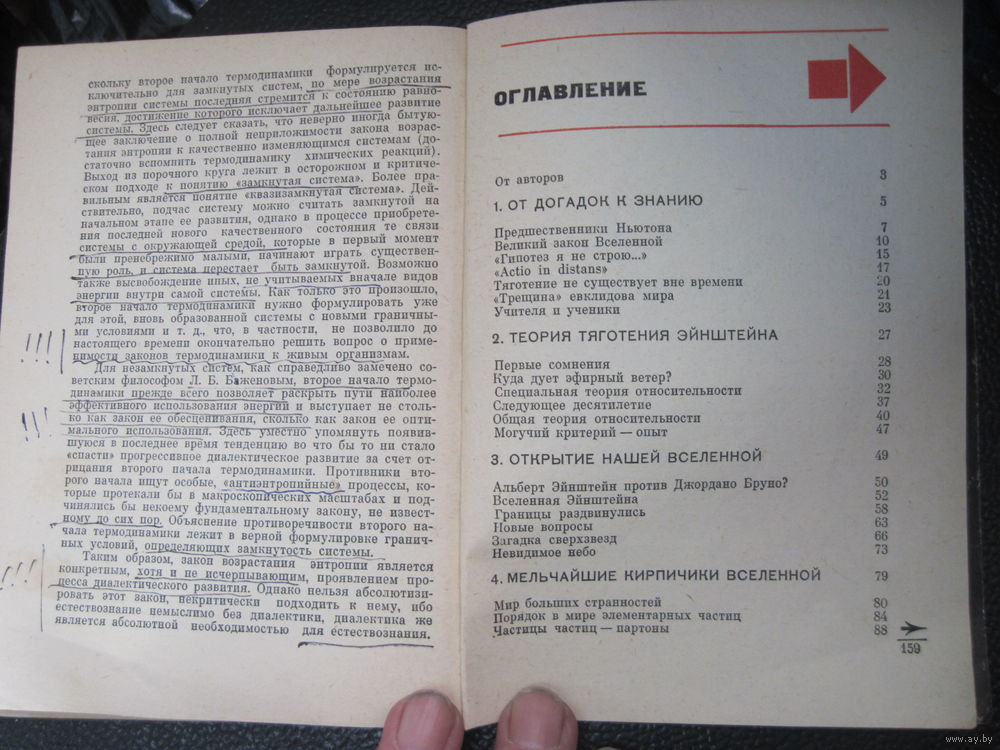 скольку второе начало термодинамики формулируется ис-
ключительно для замкнутых систем, по мере возрастания
энтропии системы последняя стремится к состоянию равно-
весия, достижение которого исключает дальнейшее развитие
системы. Здесь следует сказать, что неверно иногда бытую-
щее заключение о полной неприложимости закона возрас-
тания энтропии к качественно изменяющимся системам (до-
статочно вспомнить термодинамику химических реакций).
Выход из порочного круга лежит в осторожном и критиче-
ском подходе к понятию «замкнутая система». Более пра-
вильным является понятие «квазизамкнутая система». Дей-
ствительно, подчас систему можно считать замкнутой на
начальном этапе ее развития, однако в процессе приобрете-
ния последней нового качественного состояния те связи
системы с окружающей средой, которые в первый момент
были пренебрежимо малыми, начинают играть существен-
ную роль, и система перестает быть замкнутой. Возможно
также высвобождение иных, не учитываемых вначале видов
энергии внутри самой системы. Как только это произошло,
второе начало термодинамики нужно формулировать уже
для этой, вновь образованной системы с новыми граничны-
ми условиями и т. д., что, в частности, не позволило до
настоящего времени окончательно решить вопрос о приме-
нимости законов термодинамики к живым организмам.
Для незамкнутых систем, как справедливо замечено со-
ветским философом Л. Б. Баженовым, второе начало термо-
динамики прежде всего позволяет раскрыть пути наиболее
эффективного использования энергии и выступает не столь-
ко как закон ее обесценивания, сколько как закон ее опти-
мального использования. Здесь уместно упомянуть появив-
шуюся в последнее время тенденцию во что бы то ни стало
«спасти» прогрессивное диалектическое развитие за счет от-
рицания второго начала термодинамики. Противники вто-
рого начала ищут особые, «антиэнтропийные» процессы, ко-
торые протекали бы в макроскопических масштабах и под-
чинялись бы некоему фундаментальному закону, не извест-
ному до сих пор. Объяснение противоречивости второго на-
чала термодинамики лежит в верной формулировке гранич-
ных условий, определяющих замкнутость системы.
Таким образом, закон возрастания энтропии является
конкретным, хотя и не исчерпывающим, проявлением про-
цесса диалектического развития. Однако нельзя абсолютизи-
ровать этот закон, некритически подходить к нему, ибо
естествознание немыслимо без диалектики, диалектика же
является абсолютной необходимостью для естествознания.
!!!
!!!
!!!
ОГЛАВЛЕНИЕ
От авторов 3
1. ОТ ДОГАДОК К ЗНАНИЮ 5
Предшественники Ньютона 7
Великий закон Вселенной 10
«Гипотез я не строю...» 15
«Actio in distans» 17
Тяготение не существует вне времени 20
«Трещина» евклидова мира 21
Учителя и ученики 23
2. ТЕОРИЯ ТЯГОТЕНИЯ ЭЙНШТЕЙНА 27
Первые сомнения 28
Куда дует эфирный ветер? 30
Специальная теория относительности 32
Следующее десятилетие 37
Общая теория относительности 40
Могучий критерий — опыт 47
3. ОТКРЫТИЕ НАШЕЙ ВСЕЛЕННОЙ 49
Альберт Эйнштейн против Джордано Бруно? 50
Вселенная Эйнштейна 52
Границы раздвинулись 58
Новые вопросы 63
Загадка сверхзвезд 66
Невидимое небо 73
4. МЕЛЬЧАЙШИЕ КИРПИЧИКИ ВСЕЛЕННОЙ 79
Мир больших странностей 80
Порядок в мире элементарных частиц 84
Частицы частиц — партоны 88
159
www.ay.by